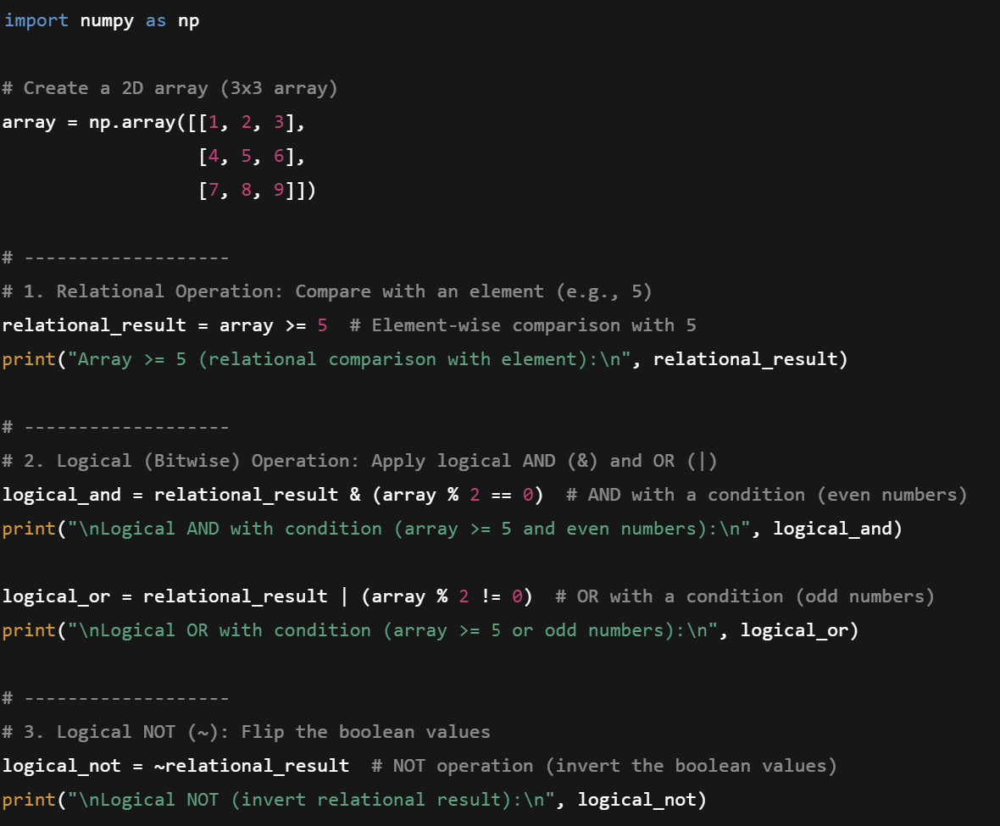 import numpy as np
# Create a 2D array (3x3 array)
array = np.array([[1, 2, 3],
                  [4, 5, 6],
                  [7, 8, 9]])
# -------------------
# 1. Relational Operation: Compare with an element (e.g., 5)
relational_result = array >= 5  # Element-wise comparison with 5
print("Array >= 5 (relational comparison with element):\n", relational_result)
# -------------------
# 2. Logical (Bitwise) Operation: Apply logical AND (&) and OR (|)
logical_and = relational_result & (array % 2 == 0)  # AND with a condition (even numbers)
print("\nLogical AND with condition (array >= 5 and even numbers):\n", logical_and)
logical_or = relational_result | (array % 2 != 0)  # OR with a condition (odd numbers)
print("\nLogical OR with condition (array >= 5 or odd numbers):\n", logical_or)
# -------------------
# 3. Logical NOT (~): Flip the boolean values
logical_not = ~relational_result  # NOT operation (invert the boolean values)
print("\nLogical NOT (invert relational result):\n", logical_not)